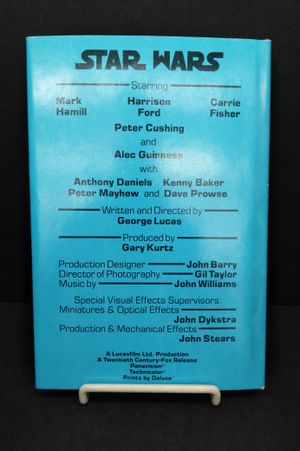 STAR WARS
Starring
Mark Hamill
Harrison Ford
Carrie Fisher
Peter Cushing
and
Alec Guinness
with
Anthony Daniels Kenny Baker
Peter Mayhew and Dave Prowse
Written and Directed by
George Lucas
Produced by
Gary Kurtz
Production Designer John Barry
Director of Photography Gil Taylor
Music by John Williams
Special Visual Effects Supervisors:
Miniatures & Optical Effects
John Dykstra
Production & Mechanical Effects
John Stears
A Lucasfilm Ltd. Production
A Twentieth Century-Fox Release
Panavision®
Technicolor®
Prints by Deluxe®